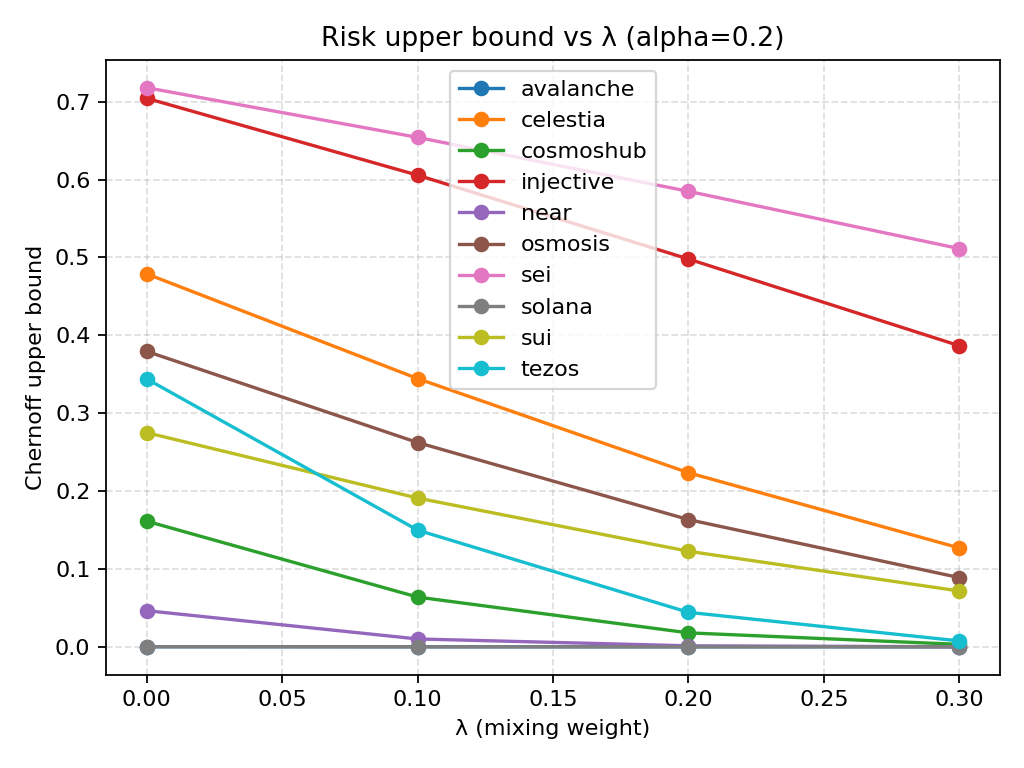 Risk upper bound vs λ (alpha=0.2)
Chernoff upper bound
0.7
0.6
0.5
0.4
0.3
0.2
0.1
0.0
avalanche
celestia
cosmoshub
injective
near
osmosis
sei
solana
sui
tezos
0.00 0.05 0.10 0.15 0.20 0.25 0.30
λ (mixing weight)